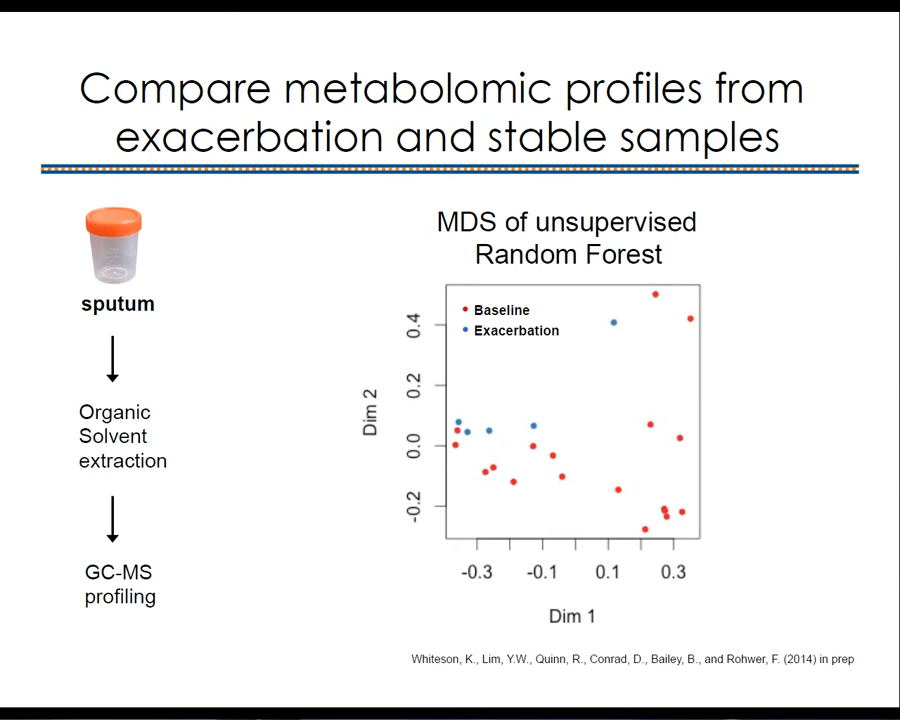 Compare metabolomic profiles from
exacerbation and stable samples
sputum
Organic
Solvent
extraction
GC-MS
profiling
MDS of unsupervised
Random Forest
Baseline
Exacerbation
Dim 2
0.4
0.2
0.0
-0.2
-0.3
-0.1
0.1
0.3
Dim 1
Whiteson, K., Lim, Y.W., Quinn, R., Conrad, D., Bailey, B., and Rohwer, F. (2014) in prep